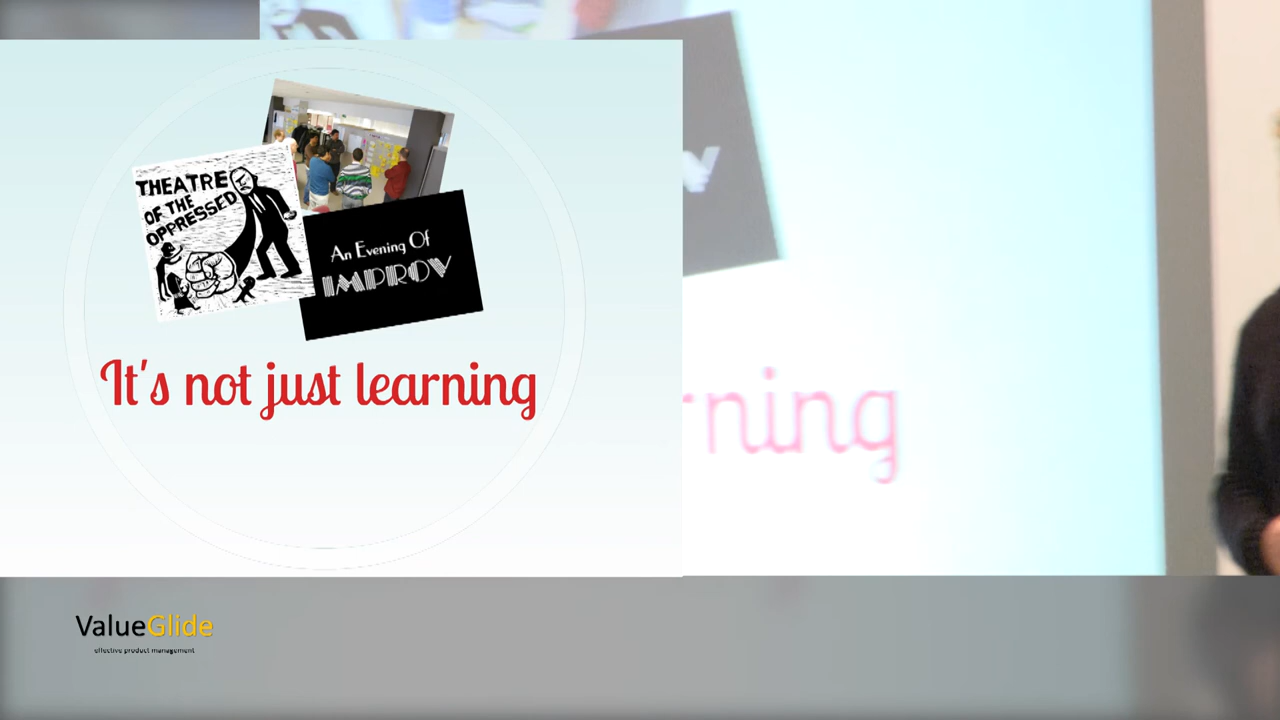 THEATRE
OF THE
OPPRESSED
An Evening Of
IMPROV
It's not just learning
rning
ValueGlide
effective product management